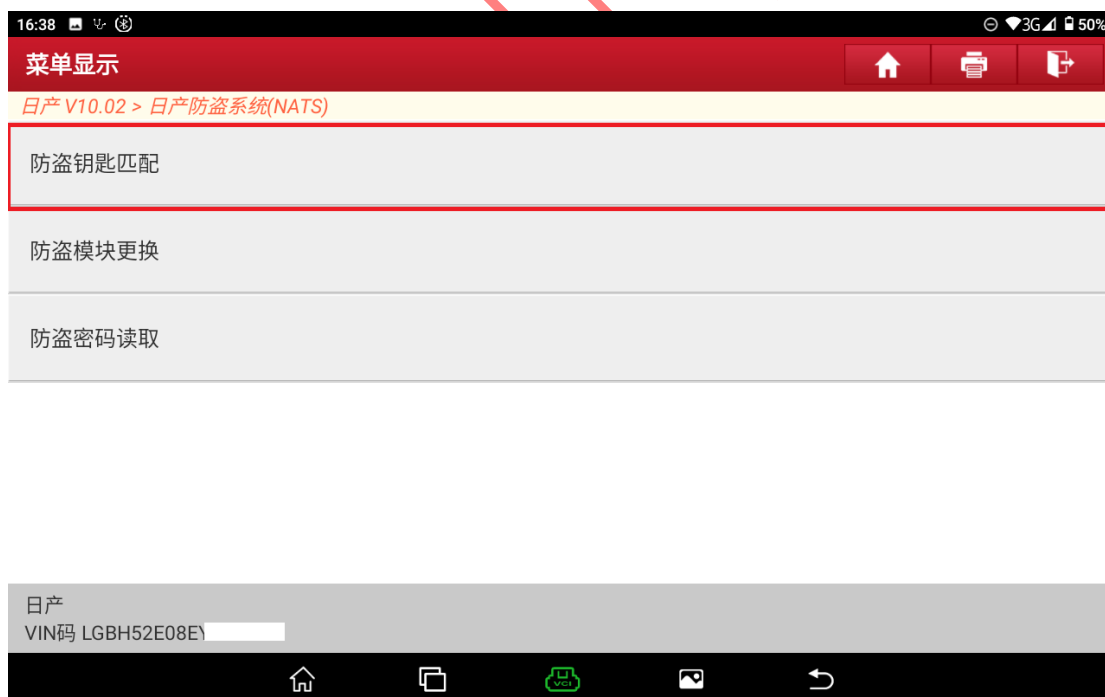 16:38 3G 50%
菜单显示
日产 V10.02 > 日产防盗系统(NATS)
防盗钥匙匹配
防盗模块更换
防盗密码读取
日产
VIN码 LGBH52E08EY
VCI